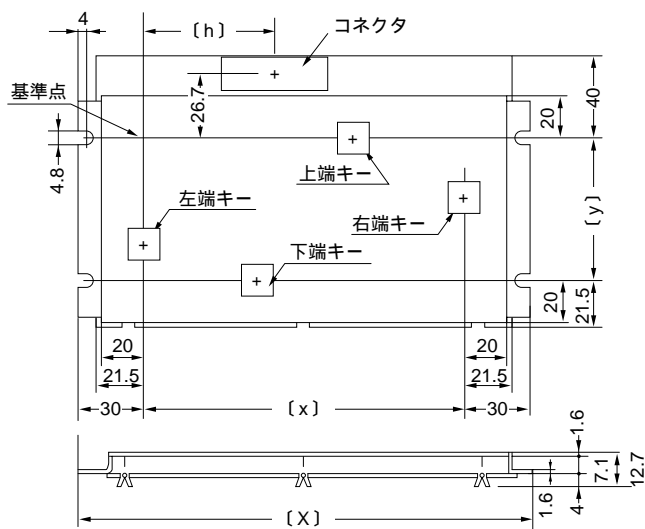 4
〔h〕
コネクタ
基準点
26.7
20
40
4.8
上端キー
左端キー
右端キー
〔y〕
下端キー
20
21.5
20
20
21.5
21.5
30
〔x〕
30
1.6
7.1
12.7
1.6
4
〔X〕